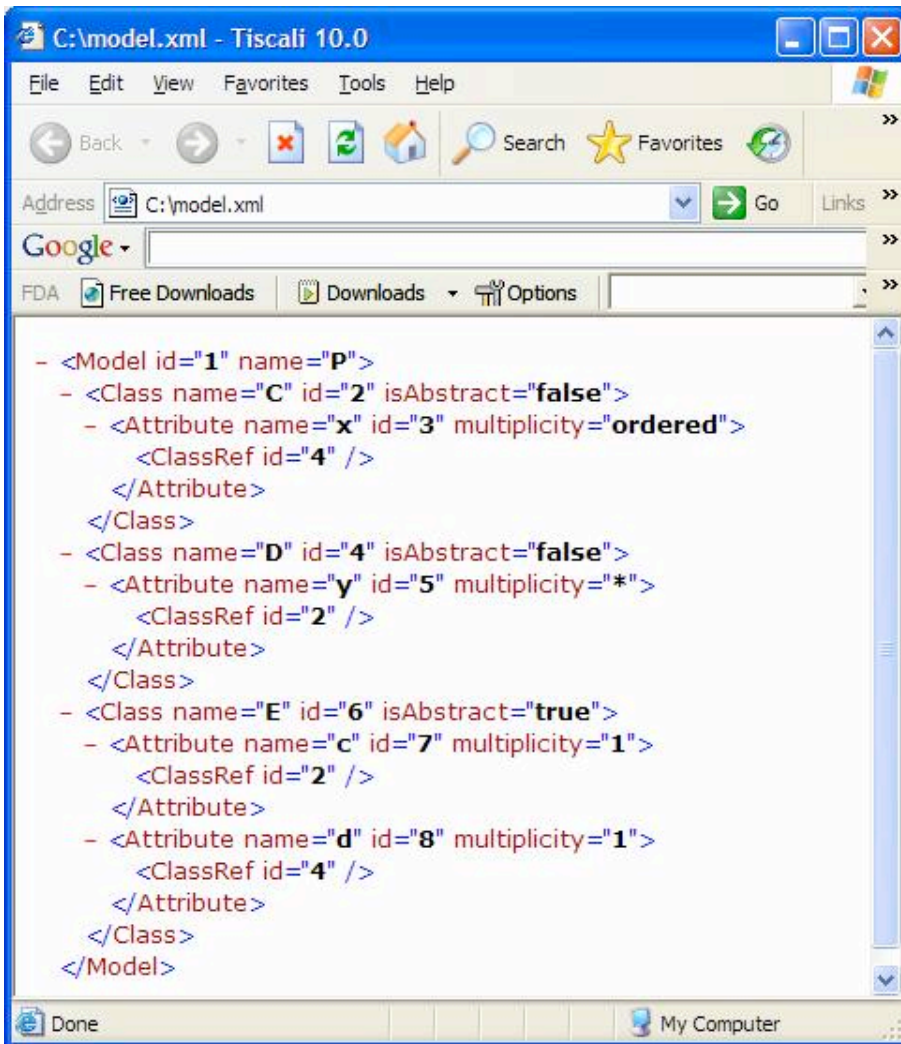 C:\model.xml - Tiscali 10.0
File Edit View Favorites Tools Help
Back Search Favorites »
Address C:\model.xml Go Links »
Google »
FDA Free Downloads Downloads Options »
- <Model id="1" name="P">
- <Class name="C" id="2" isAbstract="false">
- <Attribute name="x" id="3" multiplicity="ordered">
<ClassRef id="4" />
</Attribute>
</Class>
- <Class name="D" id="4" isAbstract="false">
- <Attribute name="y" id="5" multiplicity="*">
<ClassRef id="2" />
</Attribute>
</Class>
- <Class name="E" id="6" isAbstract="true">
- <Attribute name="c" id="7" multiplicity="1">
<ClassRef id="2" />
</Attribute>
- <Attribute name="d" id="8" multiplicity="1">
<ClassRef id="4" />
</Attribute>
</Class>
</Model>
Done My Computer